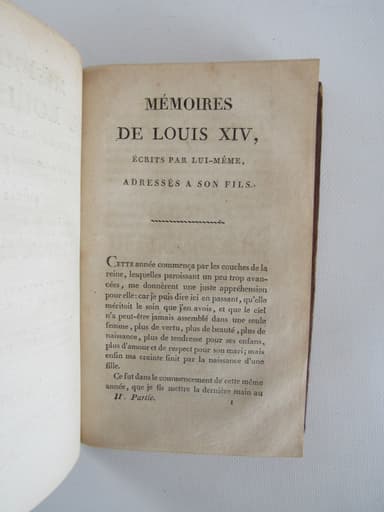 MÉMOIRES
DE LOUIS XIV,
ÉCRITS PAR LUI-MÊME,
ADRESSÉS A SON FILS.
CETTE année commença par les couches de la
reine, lesquelles paroissant un peu trop avan-
cées, me donnèrent une juste appréhension
pour elle: car je puis dire ici en passant, qu'elle
méritoit le soin que j'en avois, et que le ciel
n'a peut-être jamais assemblé dans une seule
femme, plus de vertu, plus de beauté, plus de
naissance, plus de tendresse pour ses enfans,
plus d'amour et de respect pour son mari; mais
enfin ma crainte finit par la naissance d'une
fille.
Ce fut dans le commencement de cette même
année, que je fis mettre la dernière main au
II. Partie. 1